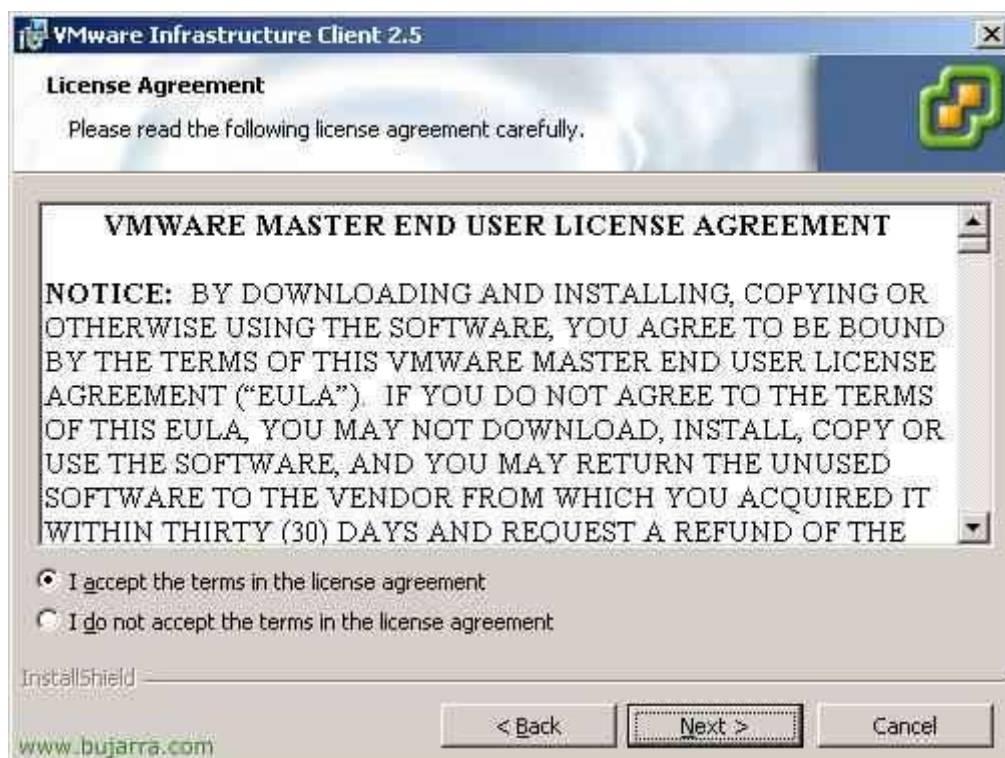 VMware Infrastructure Client 2.5
License Agreement
Please read the following license agreement carefully.
VMWARE MASTER END USER LICENSE AGREEMENT
NOTICE: BY DOWNLOADING AND INSTALLING, COPYING OR
OTHERWISE USING THE SOFTWARE, YOU AGREE TO BE BOUND
BY THE TERMS OF THIS VMWARE MASTER END USER LICENSE
AGREEMENT (“EULA”). IF YOU DO NOT AGREE TO THE TERMS
OF THIS EULA, YOU MAY NOT DOWNLOAD, INSTALL, COPY OR
USE THE SOFTWARE, AND YOU MAY RETURN THE UNUSED
SOFTWARE TO THE VENDOR FROM WHICH YOU ACQUIRED IT
WITHIN THIRTY (30) DAYS AND REQUEST A REFUND OF THE
I accept the terms in the license agreement
I do not accept the terms in the license agreement
InstallShield
< Back Next > Cancel
www.bujarra.com